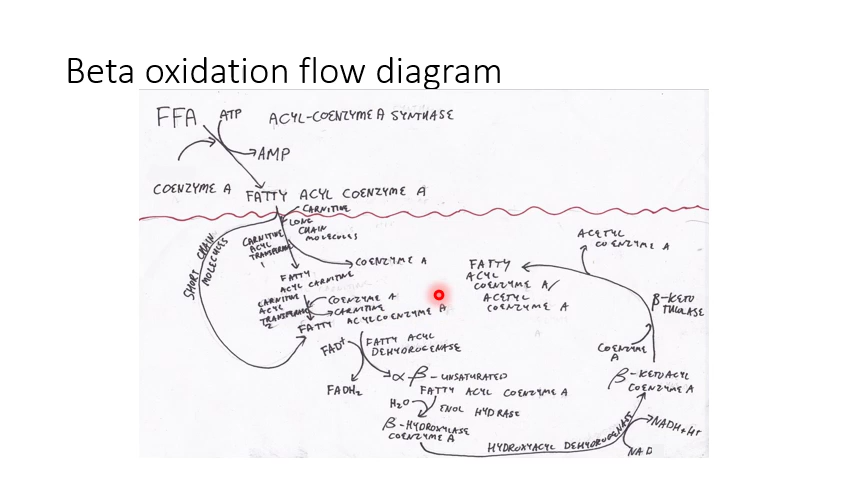 Beta oxidation flow diagram
FFA
ATP
ACYL-COENZYME A SYNTHASE
AMP
COENZYME A
FATTY ACYL COENZYME A
CARNITINE
LONG
CHAIN
MOLECULES
SHORT CHAIN
MOLECULES
CARNITINE
ACYL
TRANSFERASE
1
COENZYME A
FATTY
ACYL CARNITINE
CARNITINE
ACYL
TRANSFERASE
2
COENZYME A
CARNITINE
FATTY ACYL COENZYME A
FAD+
FATTY ACYL
DEHYDROGENASE
FADH2
α-β-UNSATURATED
FATTY ACYL COENZYME A
H2O
ENOL HYDRASE
β-HYDROXYLASE
COENZYME A
HYDROXYACYL DEHYDROGENASE
NAD
NADH+H+
β-KETOACYL
COENZYME A
COENZYME
A
β-KETO
THIOLASE
ACETYL
COENZYME A
FATTY
ACYL
COENZYME A/
ACETYL
COENZYME A